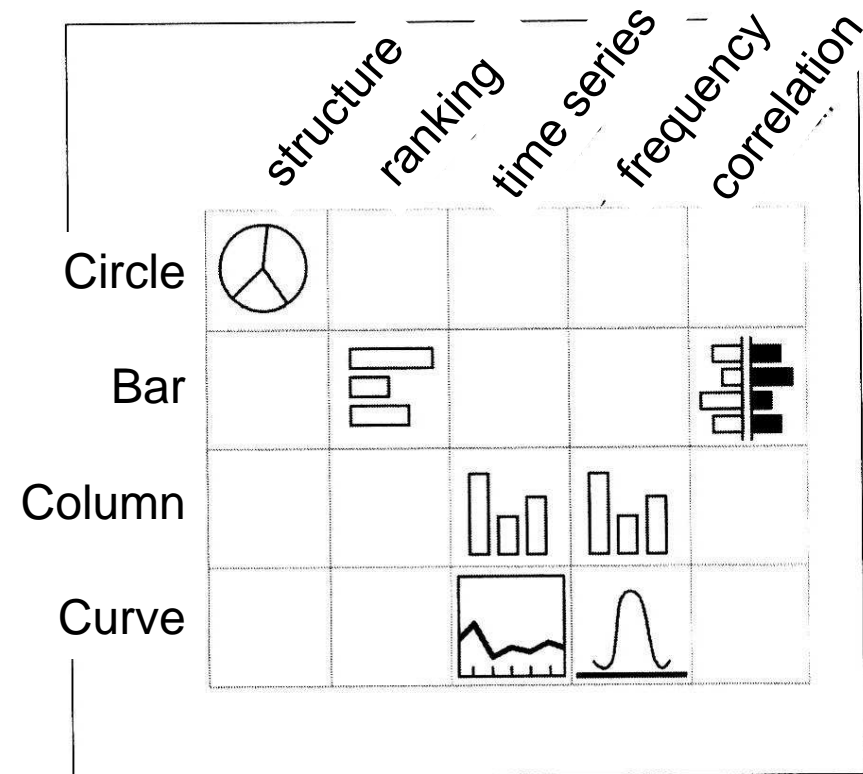 structure
ranking
time series
frequency
correlation
Circle
Bar
Column
Curve